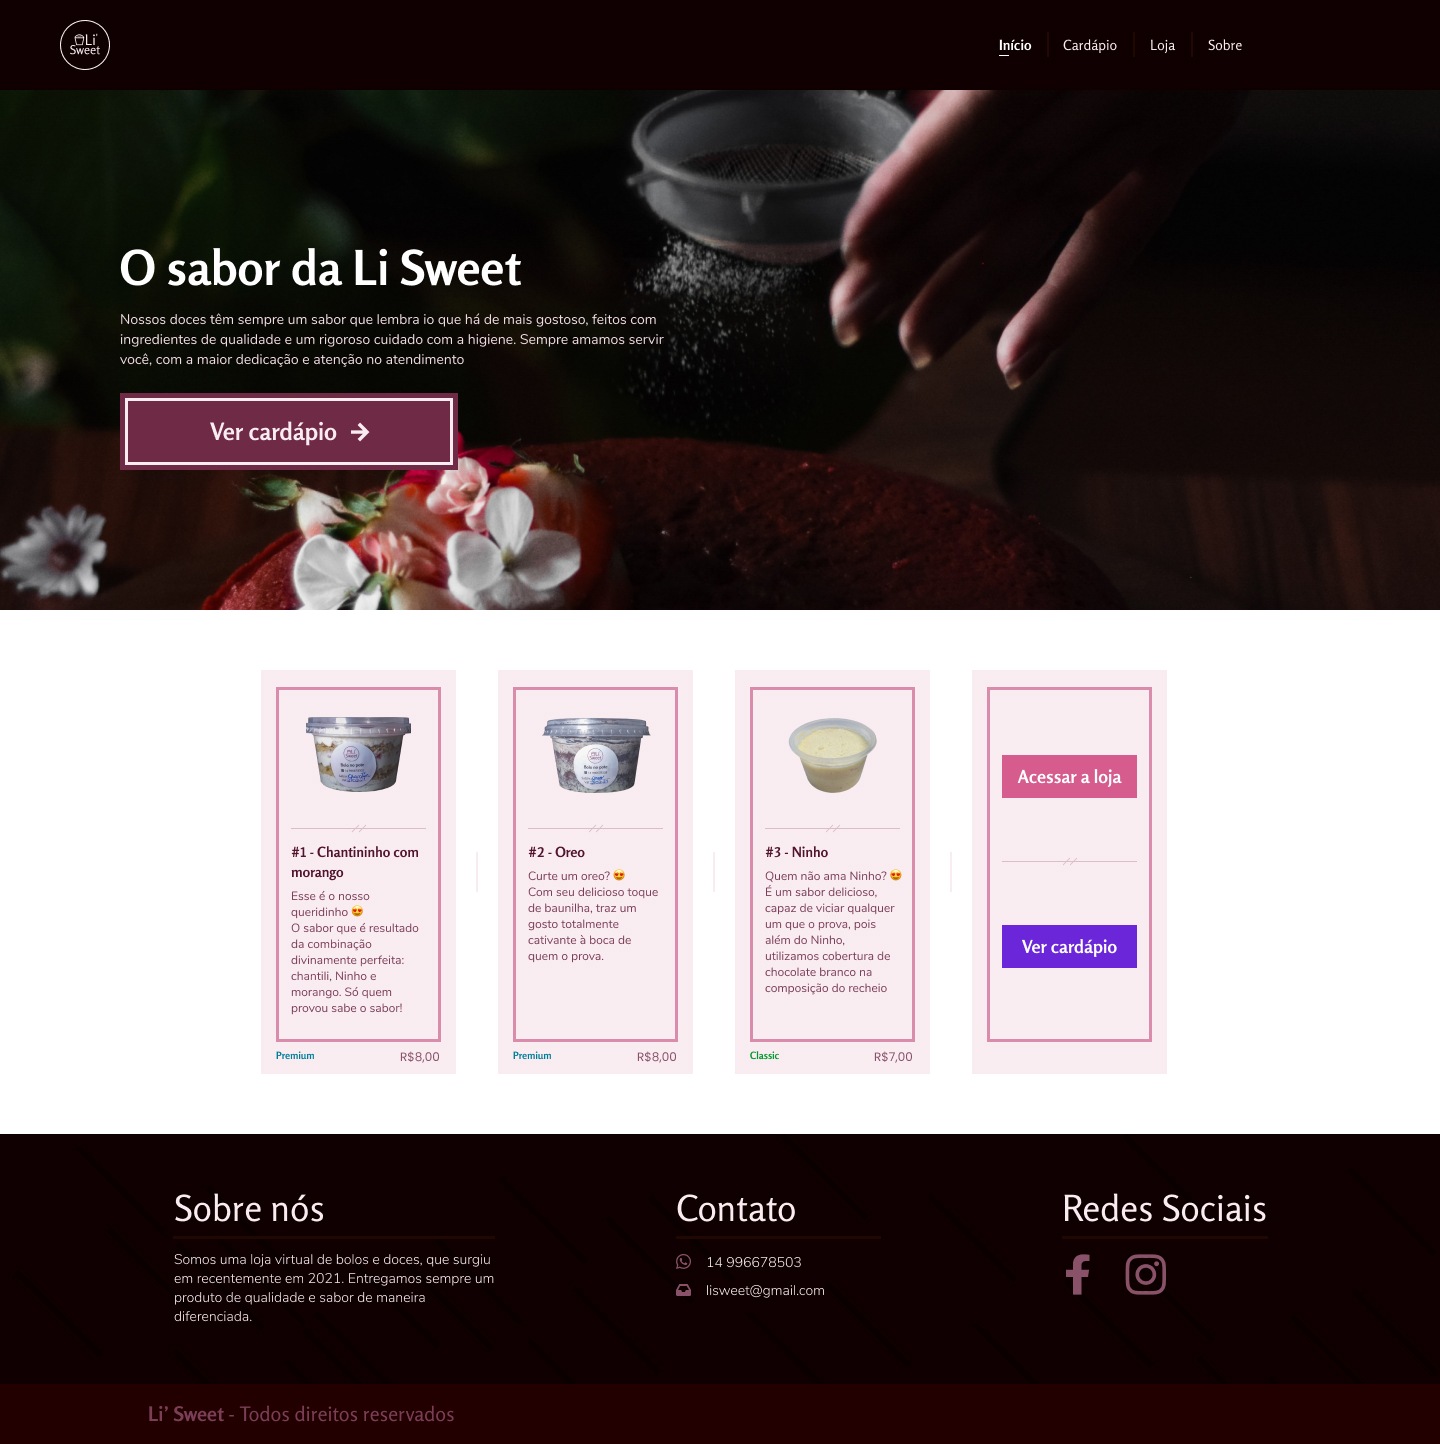 Li'
Sweet
Início
Cardápio
Loja
Sobre
O sabor da Li Sweet
Nossos doces têm sempre um sabor que lembra io que há de mais gostoso, feitos com
ingredientes de qualidade e um rigoroso cuidado com a higiene. Sempre amamos servir
você, com a maior dedicação e atenção no atendimento
Ver cardápio
#1 - Chantininho com
morango
Esse é o nosso
queridinho 😍
O sabor que é resultado
da combinação
divinamente perfeita:
chantili, Ninho e
morango. Só quem
provou sabe o sabor!
Premium
R$8,00
#2 - Oreo
Curte um oreo? 😍
Com seu delicioso toque
de baunilha, traz um
gosto totalmente
cativante à boca de
quem o prova.
Premium
R$8,00
#3 - Ninho
Quem não ama Ninho? 😍
É um sabor delicioso,
capaz de viciar qualquer
um que o prova, pois
além do Ninho,
utilizamos cobertura de
chocolate branco na
composição do recheio
Classic
R$7,00
Acessar a loja
Ver cardápio
Sobre nós
Somos uma loja virtual de bolos e doces, que surgiu
em recentemente em 2021. Entregamos sempre um
produto de qualidade e sabor de maneira
diferenciada.
Contato
14 996678503
lisweet@gmail.com
Redes Sociais
Li’ Sweet - Todos direitos reservados